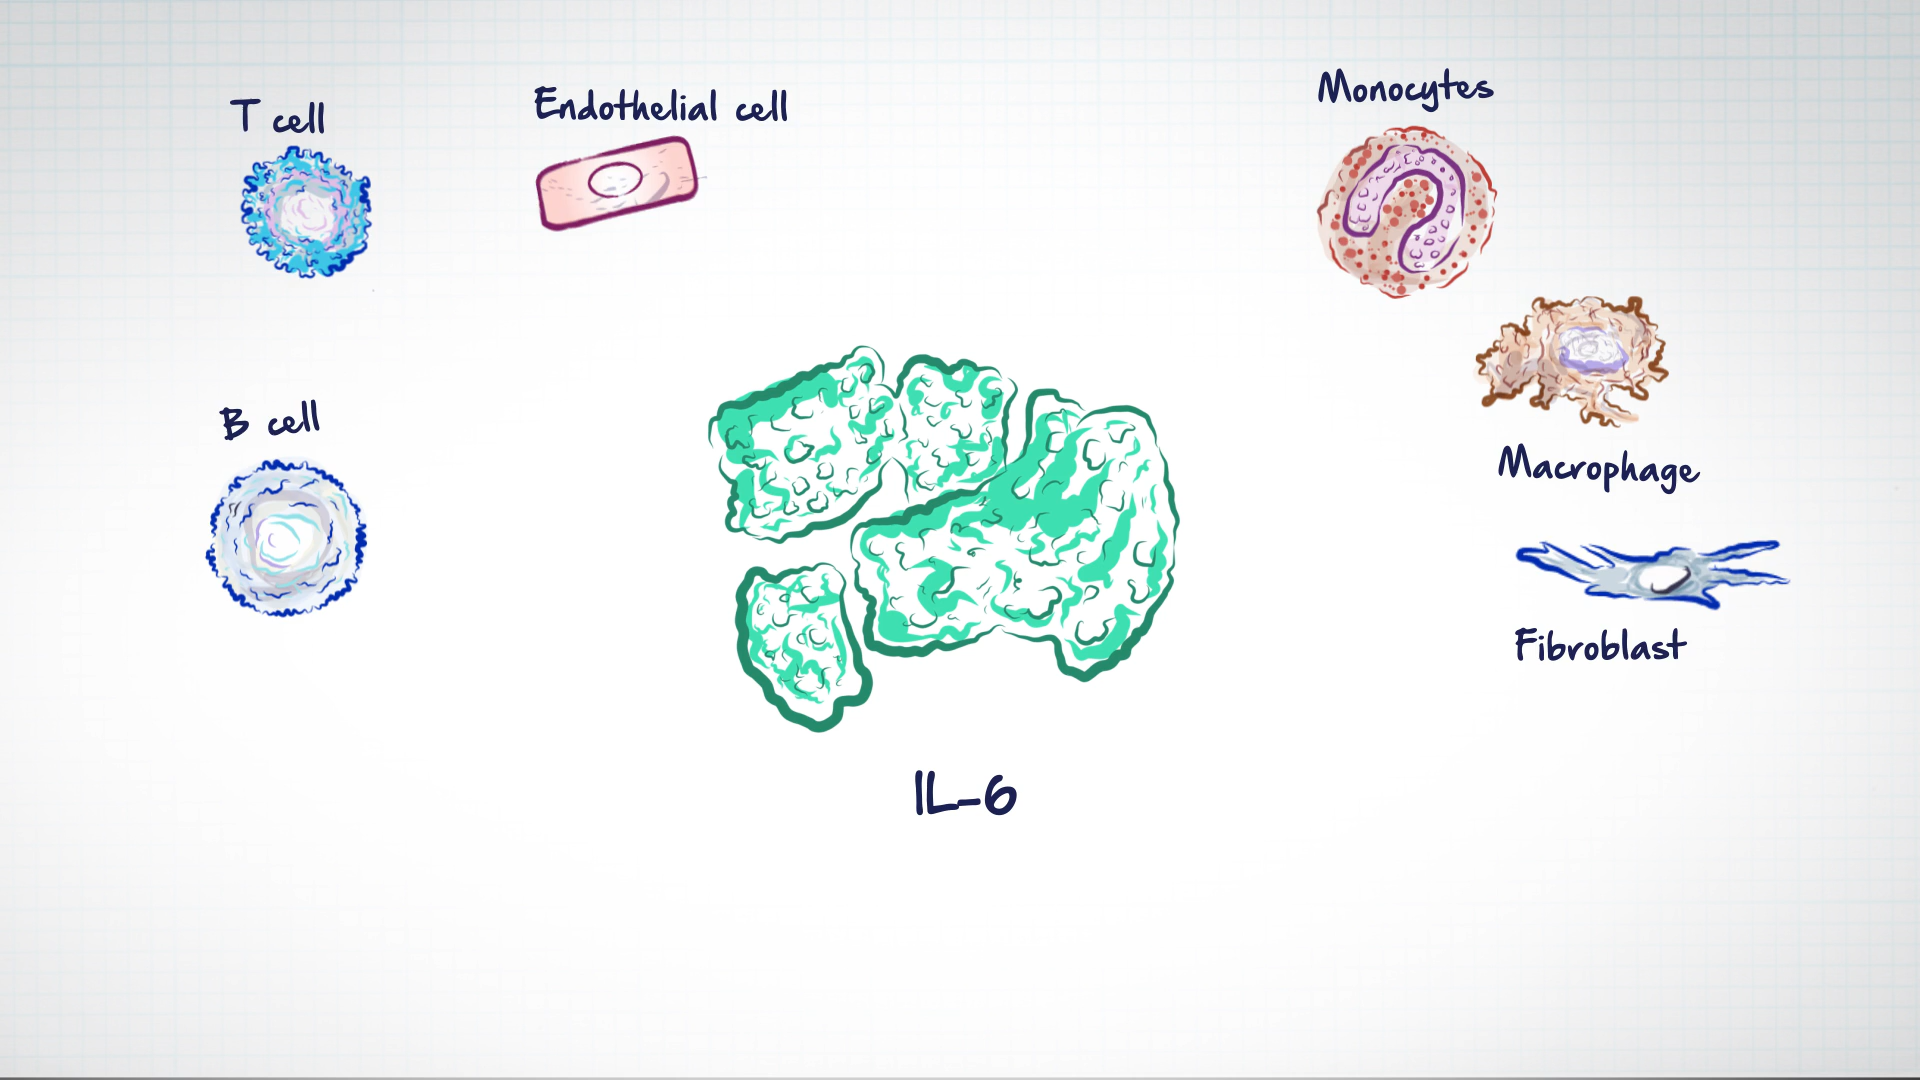 T cell
Endothelial cell
Monocytes
B cell
Macrophage
Fibroblast
IL-6